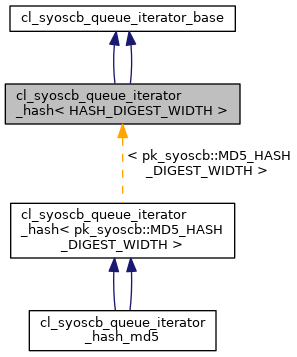 cl_syoscb_queue_iterator_base
cl_syoscb_queue_iterator
_hash< HASH_DIGEST_WIDTH >
< pk_syoscb::MD5_HASH
_DIGEST_WIDTH >
cl_syoscb_queue_iterator
_hash< pk_syoscb::MD5_HASH
_DIGEST_WIDTH >
cl_syoscb_queue_iterator
_hash_md5